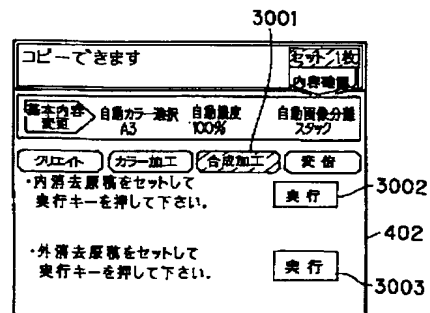 3001
コピーできます
セット/1枚
内容確認
基本内容 自動カラー選択 自動濃度 自動画像分離
変更 A3 100% スタック
クリエイト カラー加工 合成加工 変倍
・内消去原稿をセットして
実行キーを押して下さい。
実行
3002
402
・外消去原稿をセットして
実行キーを押して下さい。
実行
3003